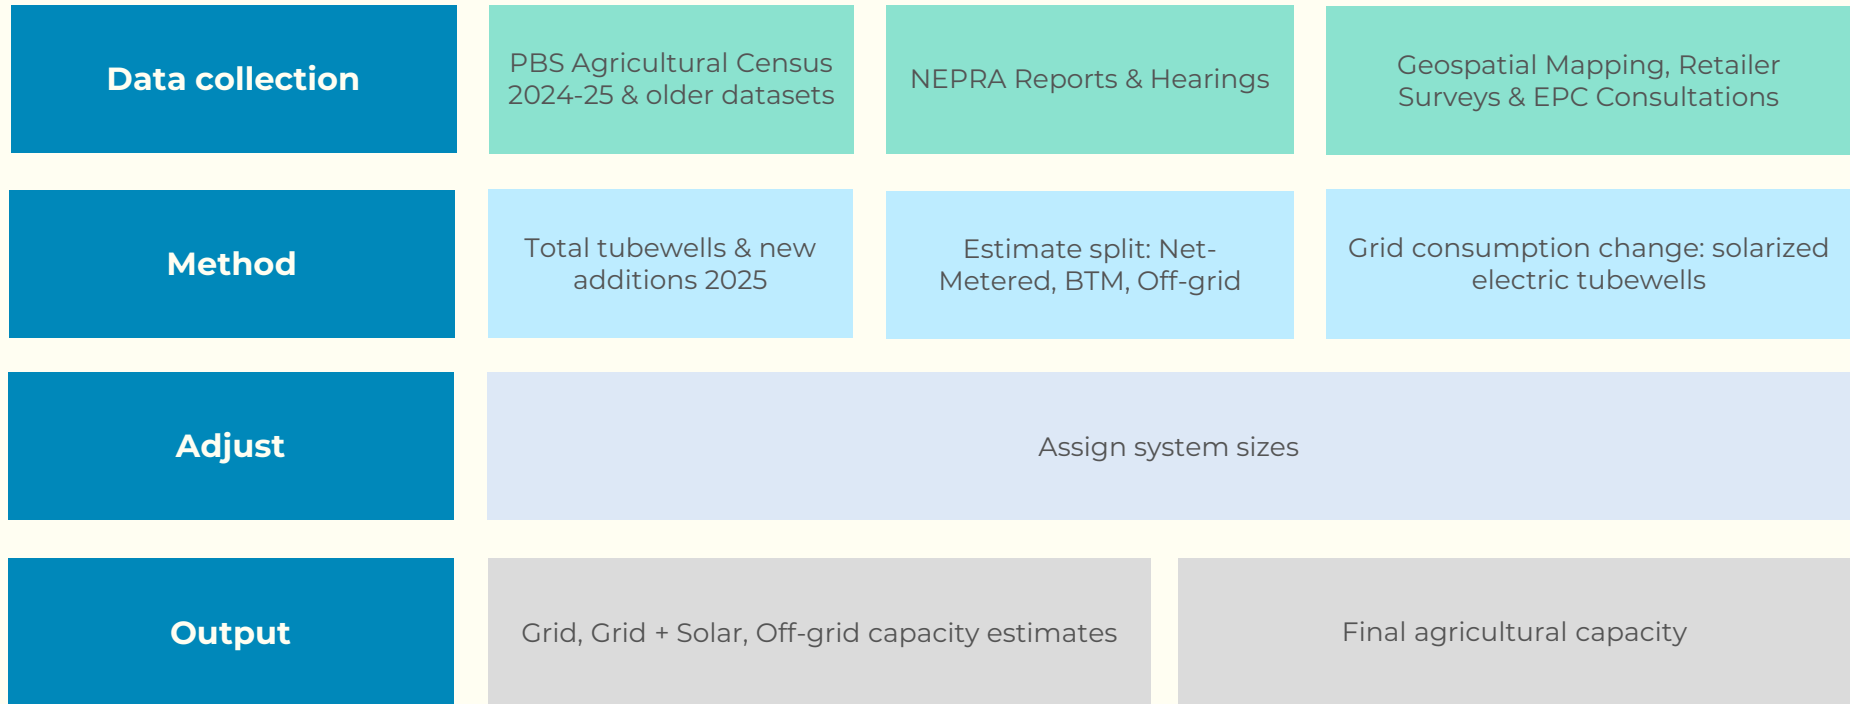 Data collection
PBS Agricultural Census
2024-25 & older datasets
NEPRA Reports & Hearings
Geospatial Mapping, Retailer
Surveys & EPC Consultations
Method
Total tubewells & new
additions 2025
Estimate split: Net-
Metered, BTM, Off-grid
Grid consumption change: solarized
electric tubewells
Adjust
Assign system sizes
Output
Grid, Grid + Solar, Off-grid capacity estimates
Final agricultural capacity